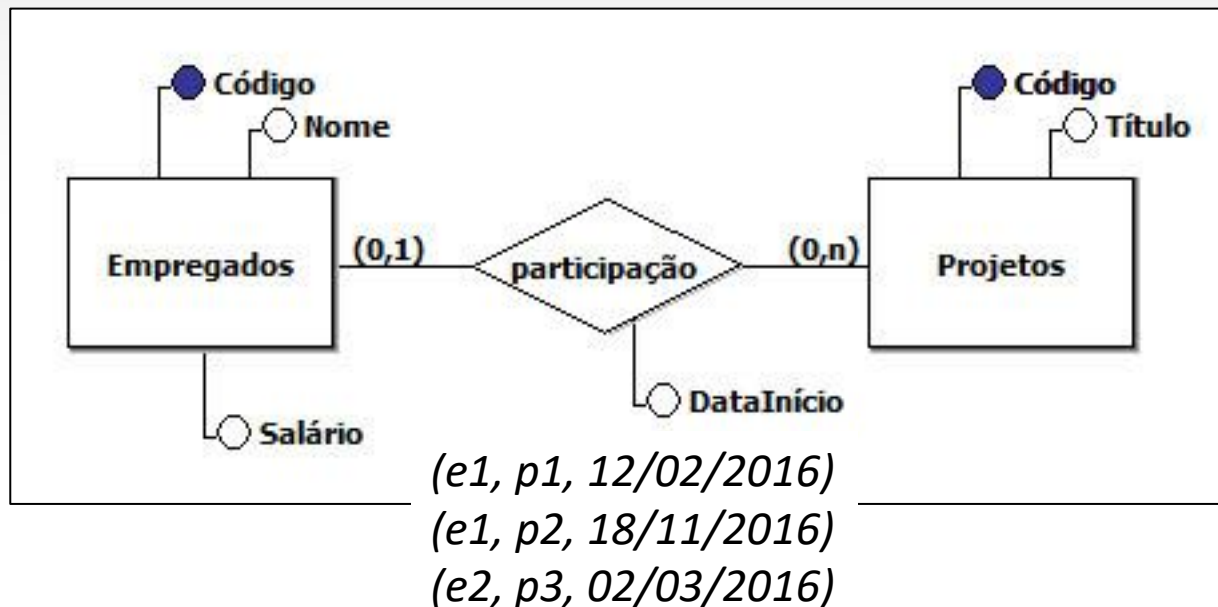 Código
Nome
Código
Título
Empregados
(0,1)
participação
(0,n)
Projetos
DataInício
Salário
(e1, p1, 12/02/2016)
(e1, p2, 18/11/2016)
(e2, p3, 02/03/2016)